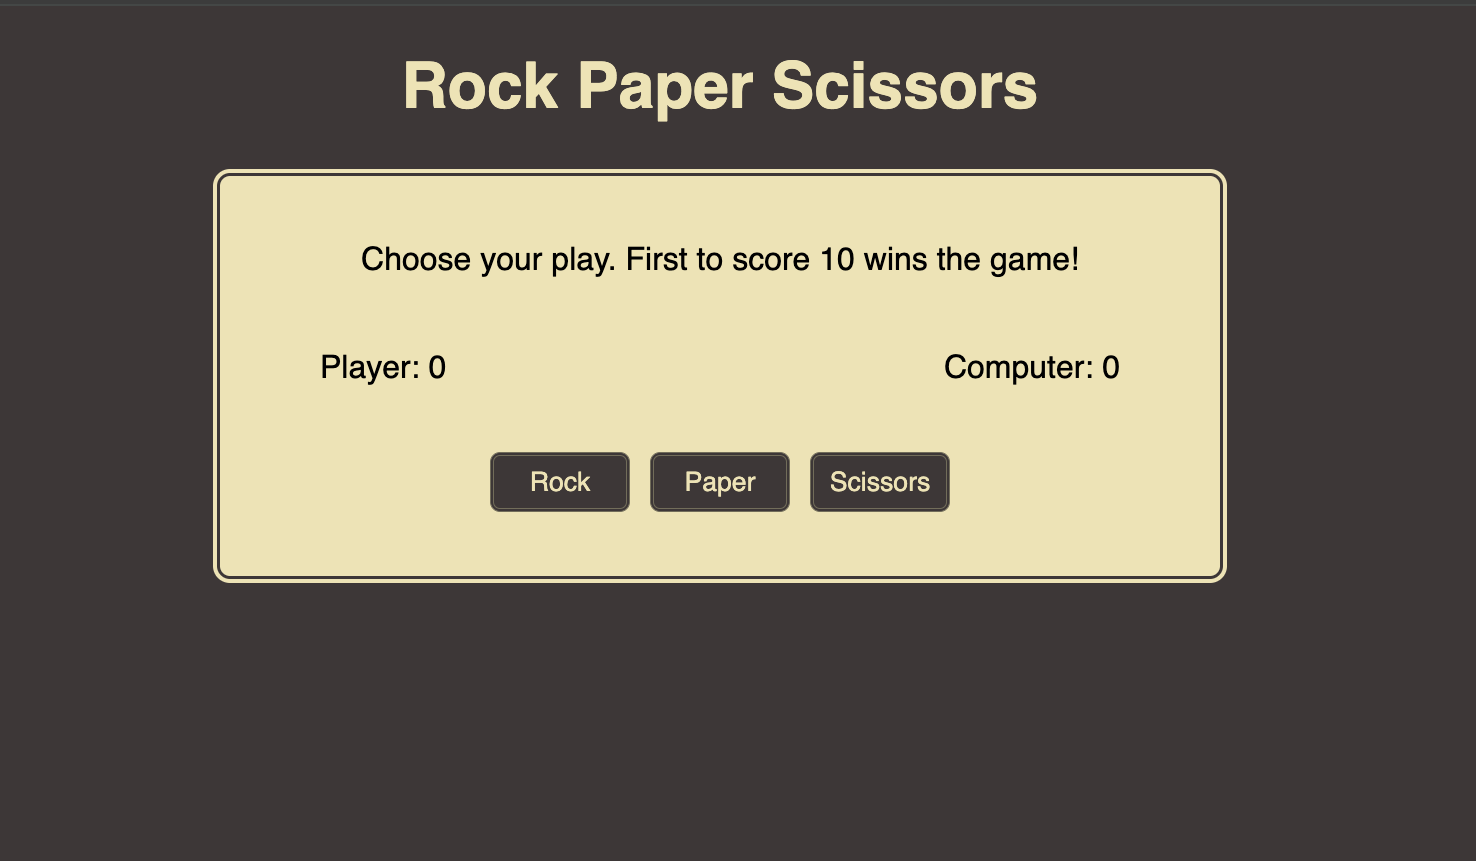 Rock Paper Scissors
Choose your play. First to score 10 wins the game!
Player: 0 Computer: 0
Rock Paper Scissors